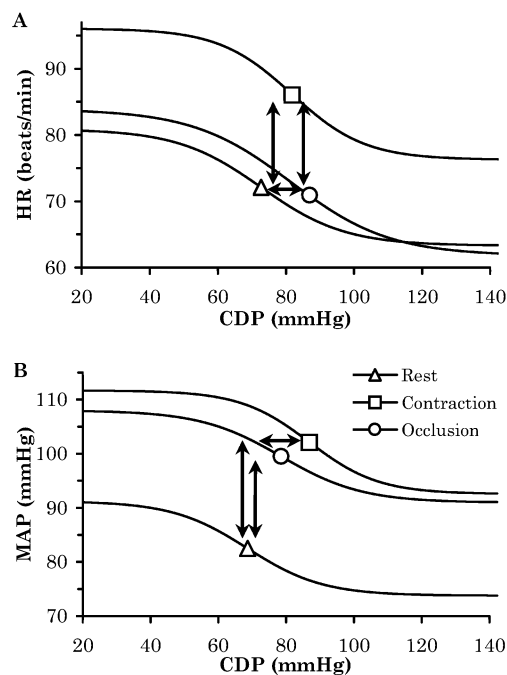 A
HR (beats/min)
90
80
70
60
20 40 60 80 100 120 140
CDP (mmHg)
B
Rest
Contraction
Occlusion
MAP (mmHg)
110
100
90
80
70
20 40 60 80 100 120 140
CDP (mmHg)